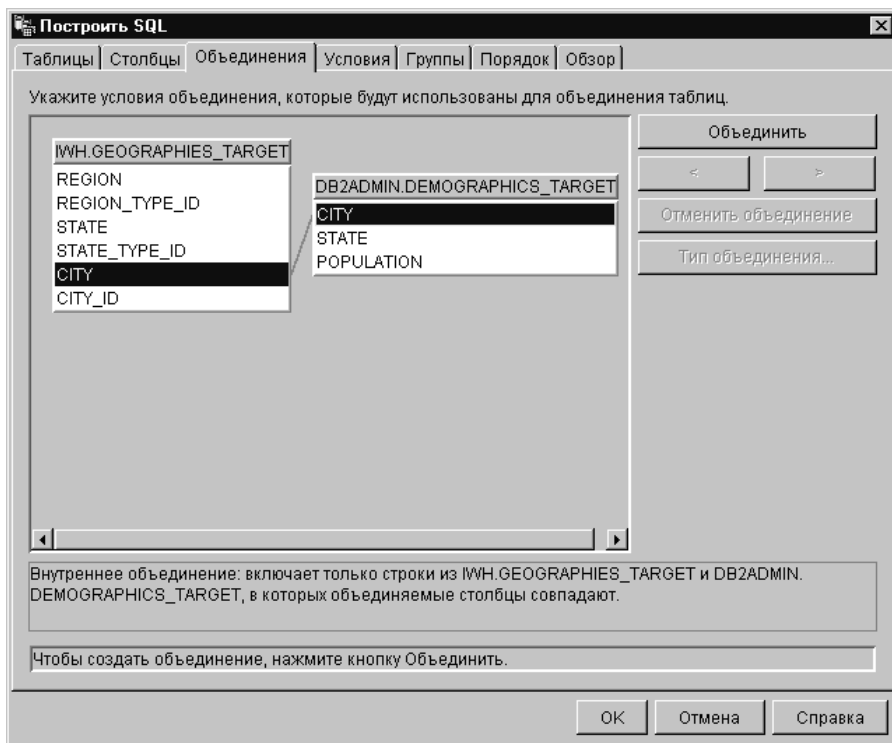 Построить SQL
Таблицы Столбцы Объединения Условия Группы Порядок Обзор
Укажите условия объединения, которые будут использованы для объединения таблиц.
IWH.GEOGRAPHIES_TARGET
REGION
REGION_TYPE_ID
STATE
STATE_TYPE_ID
CITY
CITY_ID
DB2ADMIN.DEMOGRAPHICS_TARGET
CITY
STATE
POPULATION
Объединить
< >
Отменить объединение
Тип объединения...
Внутреннее объединение: включает только строки из IWH.GEOGRAPHIES_TARGET и DB2ADMIN.
DEMOGRAPHICS_TARGET, в которых объединяемые столбцы совпадают.
Чтобы создать объединение, нажмите кнопку Объединить.
OK Отмена Справка